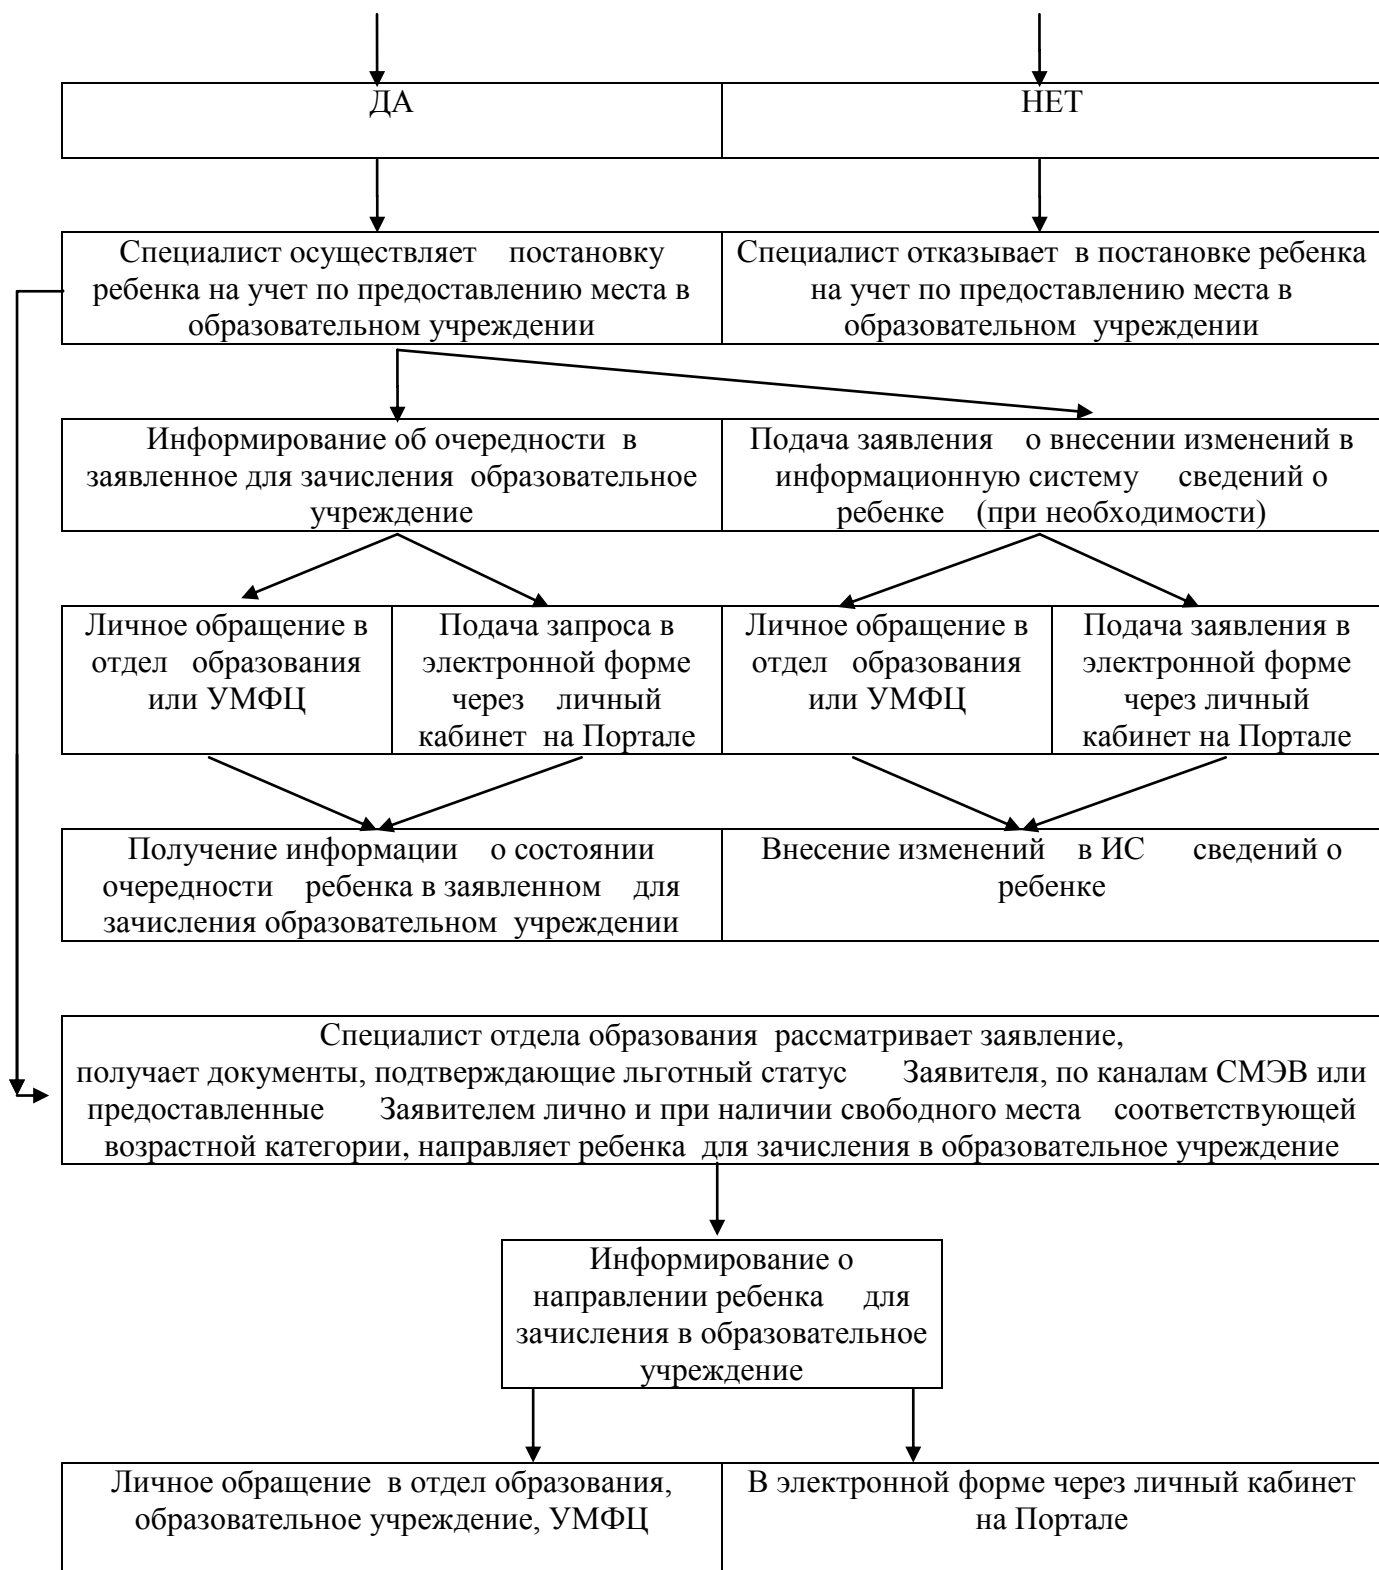 ДА
НЕТ
Специалист осуществляет постановку
ребенка на учет по предоставлению места в
образовательном учреждении
Специалист отказывает в постановке ребенка
на учет по предоставлению места в
образовательном учреждении
Информирование об очередности в
заявленное для зачисления образовательное
учреждение
Подача заявления о внесении изменений в
информационную систему сведений о
ребенке (при необходимости)
Личное обращение в
отдел образования
или УМФЦ
Подача запроса в
электронной форме
через личный
кабинет на Портале
Личное обращение в
отдел образования
или УМФЦ
Подача заявления в
электронной форме
через личный
кабинет на Портале
Получение информации о состоянии
очередности ребенка в заявленном для
зачисления образовательном учреждении
Внесение изменений в ИС сведений о
ребенке
Специалист отдела образования рассматривает заявление,
получает документы, подтверждающие льготный статус Заявителя, по каналам СМЭВ или
предоставленные Заявителем лично и при наличии свободного места соответствующей
возрастной категории, направляет ребенка для зачисления в образовательное учреждение
Информирование о
направлении ребенка для
зачисления в образовательное
учреждение
Личное обращение в отдел образования,
образовательное учреждение, УМФЦ
В электронной форме через личный кабинет
на Портале